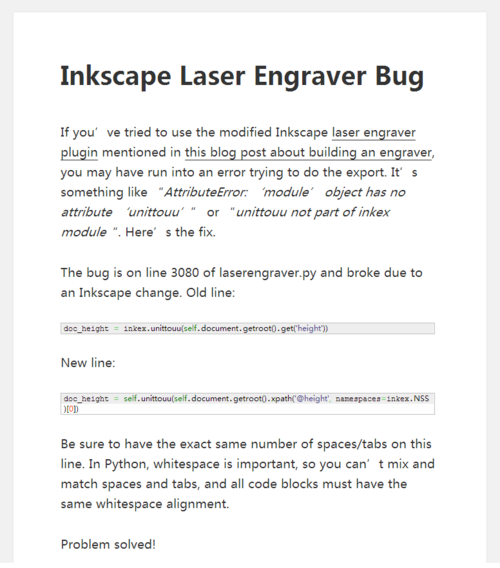 Inkscape Laser Engraver Bug
If you’ve tried to use the modified Inkscape laser engraver
plugin mentioned in this blog post about building an engraver,
you may have run into an error trying to do the export. It’s
something like “AttributeError: ‘module’ object has no
attribute ‘unittouu’” or “unittouu not part of inkex
module “. Here’s the fix.
The bug is on line 3080 of laserengraver.py and broke due to
an Inkscape change. Old line:
doc_height = inkex.unittouu(self.document.getroot().get('height'))
New line:
doc_height = self.unittouu(self.document.getroot().xpath('@height', namespaces=inkex.NSS
)[0])
Be sure to have the exact same number of spaces/tabs on this
line. In Python, whitespace is important, so you can’t mix and
match spaces and tabs, and all code blocks must have the
same whitespace alignment.
Problem solved!